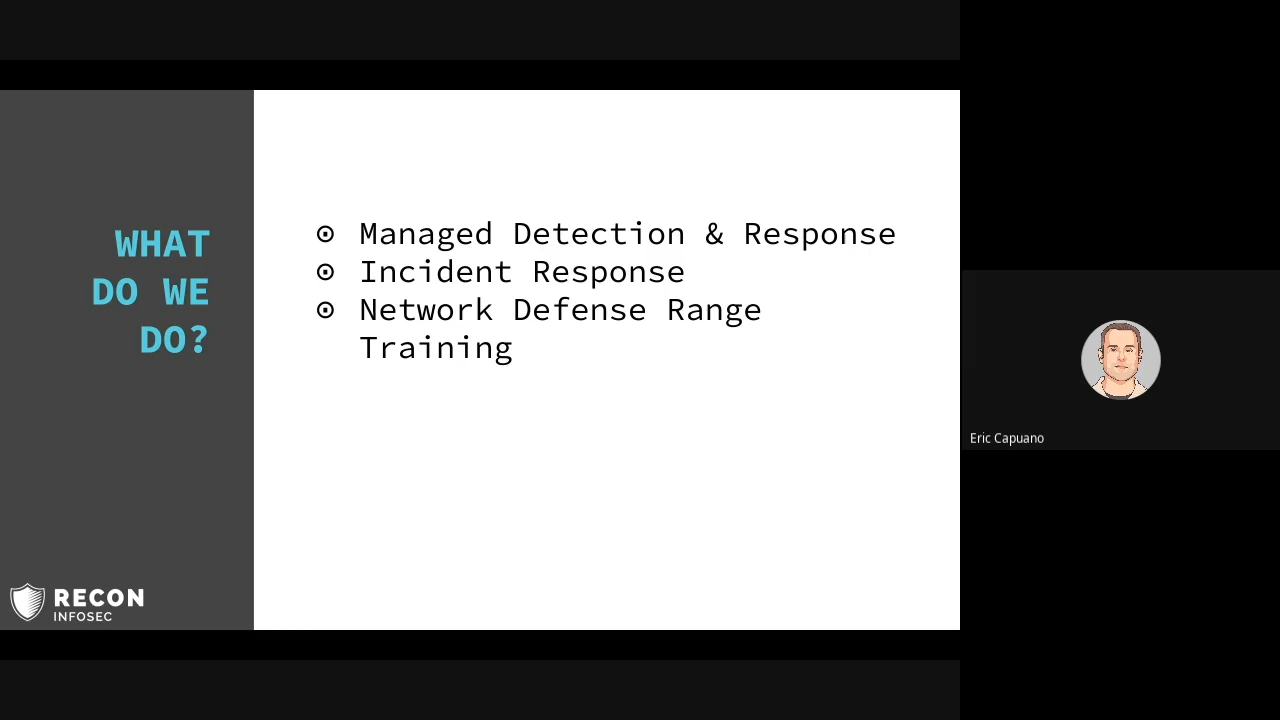 WHAT
DO WE
DO?
⊙ Managed Detection & Response
⊙ Incident Response
⊙ Network Defense Range
Training
RECON
INFOSEC
Eric Capuano